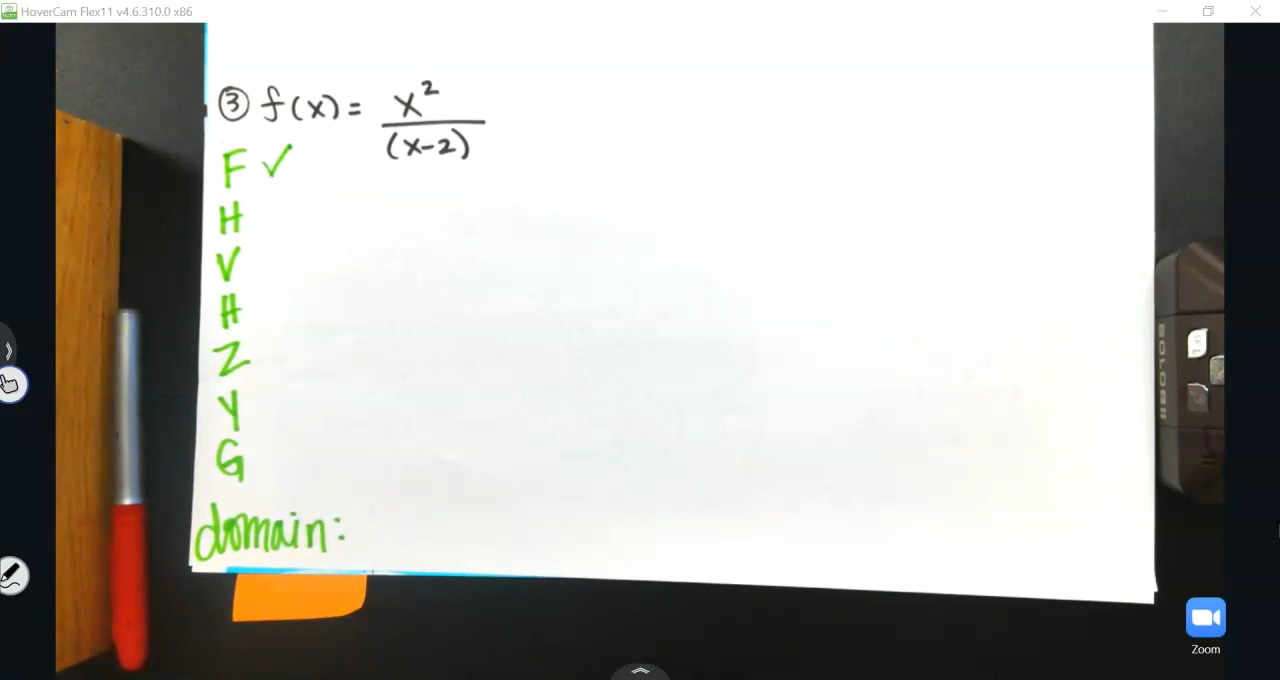 HoverCam Flex11 v4.6.310.0 x86
③ f(x) = x²
(x-2)
F ✓
H
V
H
Z
Y
G
domain:
Zoom